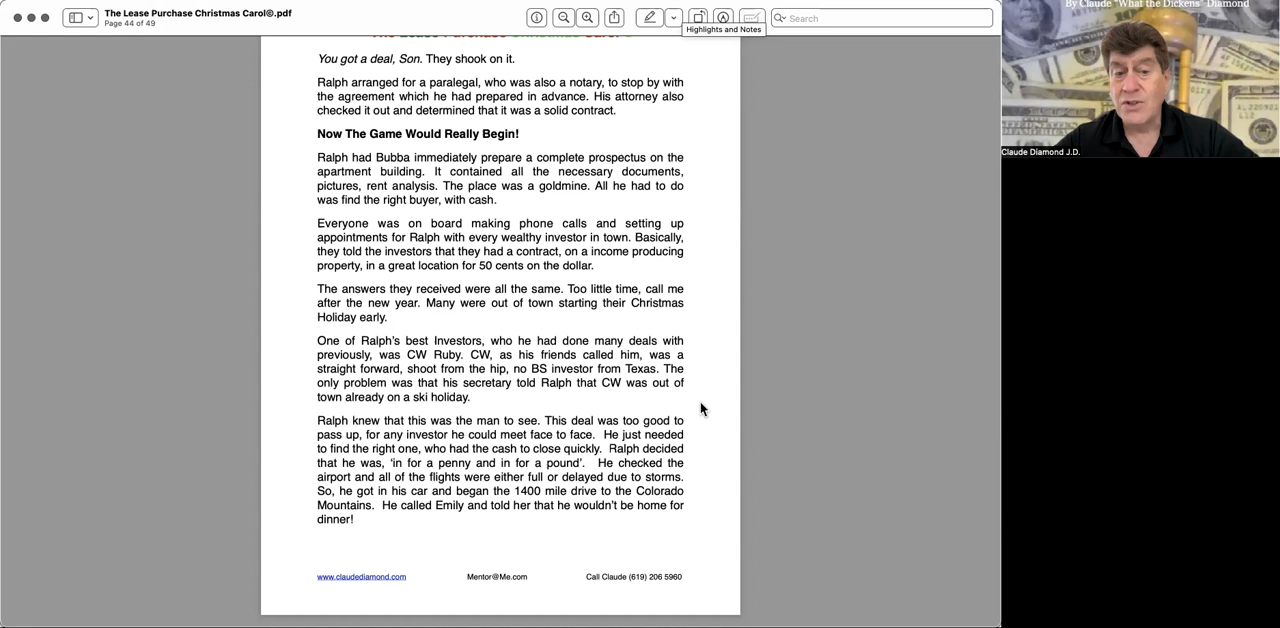 The Lease Purchase Christmas Carol©.pdf
Page 44 of 49
Search
Highlights and Notes
By Claude "What the Dickens" Diamond
Claude Diamond J.D.
The Lease Purchase Christmas Carol©
You got a deal, Son. They shook on it.
Ralph arranged for a paralegal, who was also a notary, to stop by with
the agreement which he had prepared in advance. His attorney also
checked it out and determined that it was a solid contract.
Now The Game Would Really Begin!
Ralph had Bubba immediately prepare a complete prospectus on the
apartment building. It contained all the necessary documents,
pictures, rent analysis. The place was a goldmine. All he had to do
was find the right buyer, with cash.
Everyone was on board making phone calls and setting up
appointments for Ralph with every wealthy investor in town. Basically,
they told the investors that they had a contract, on a income producing
property, in a great location for 50 cents on the dollar.
The answers they received were all the same. Too little time, call me
after the new year. Many were out of town starting their Christmas
Holiday early.
One of Ralph's best Investors, who he had done many deals with
previously, was CW Ruby. CW, as his friends called him, was a
straight forward, shoot from the hip, no BS investor from Texas. The
only problem was that his secretary told Ralph that CW was out of
town already on a ski holiday.
Ralph knew that this was the man to see. This deal was too good to
pass up, for any investor he could meet face to face. He just needed
to find the right one, who had the cash to close quickly. Ralph decided
that he was, 'in for a penny and in for a pound'. He checked the
airport and all of the flights were either full or delayed due to storms.
So, he got in his car and began the 1400 mile drive to the Colorado
Mountains. He called Emily and told her that he wouldn't be home for
dinner!
www.claudediamond.com
Mentor@Me.com
Call Claude (619) 206 5960